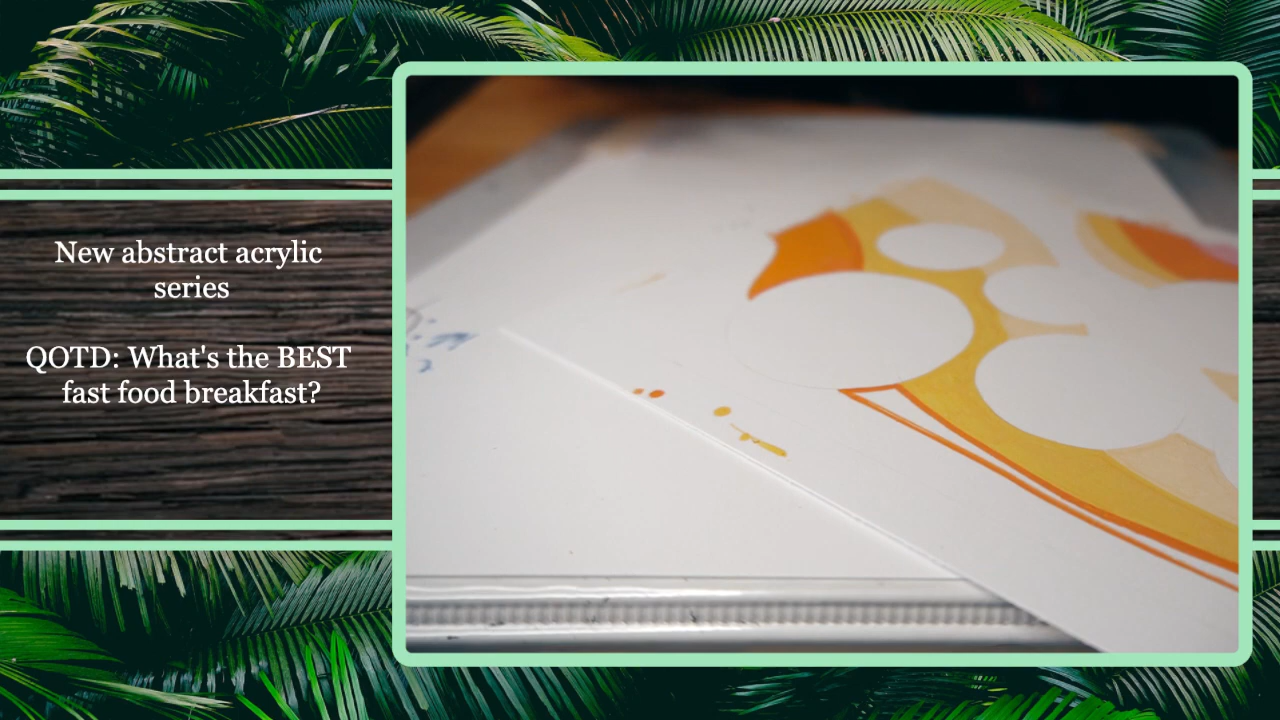 New abstract acrylic
series
QOTD: What's the BEST
fast food breakfast?